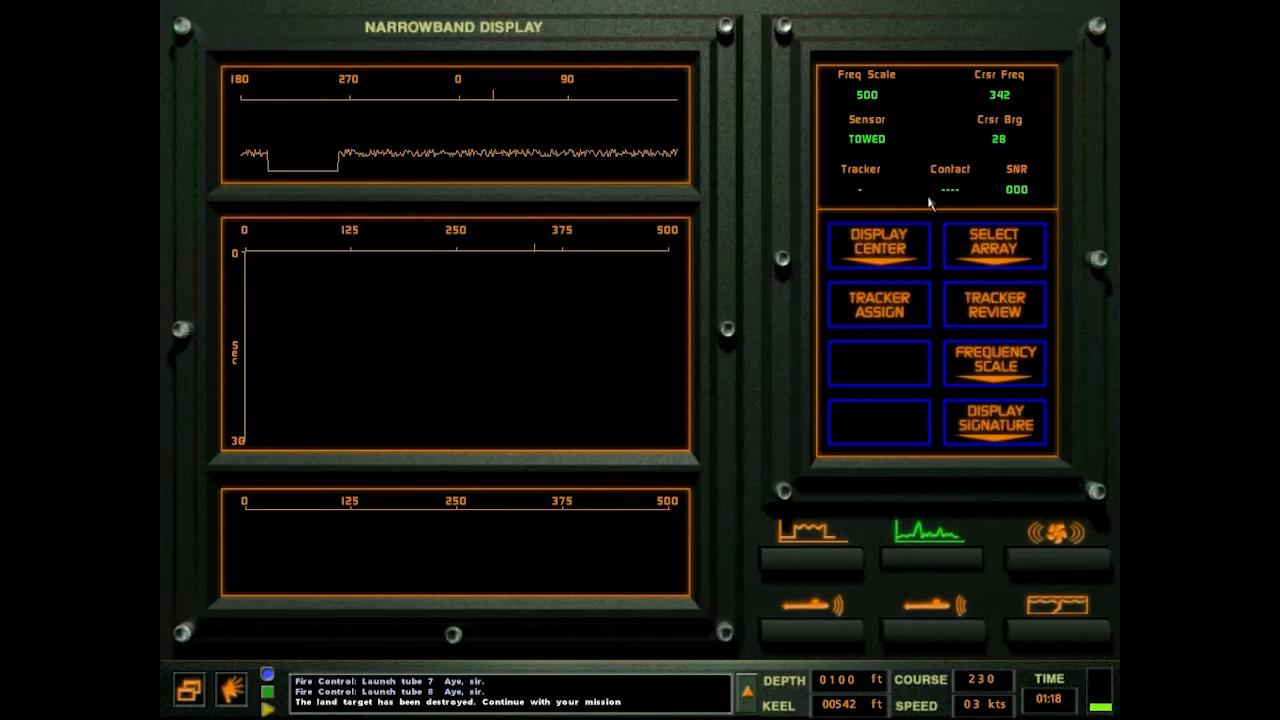 NARROWBAND DISPLAY
180 270 0 90
0 125 250 375 500
0
Secs
30
0 125 250 375 500
Freq Scale Crsr Freq
500 342
Sensor Crsr Brg
TOWED 28
Tracker Contact SNR
- ---- 000
DISPLAY CENTER
SELECT ARRAY
TRACKER ASSIGN
TRACKER REVIEW
FREQUENCY SCALE
DISPLAY SIGNATURE
Fire Control: Launch tube 7 Aye, sir.
Fire Control: Launch tube 8 Aye, sir.
The land target has been destroyed. Continue with your mission
DEPTH 0100 ft COURSE 230 TIME
KEEL 00542 ft SPEED 03 kts 01:18